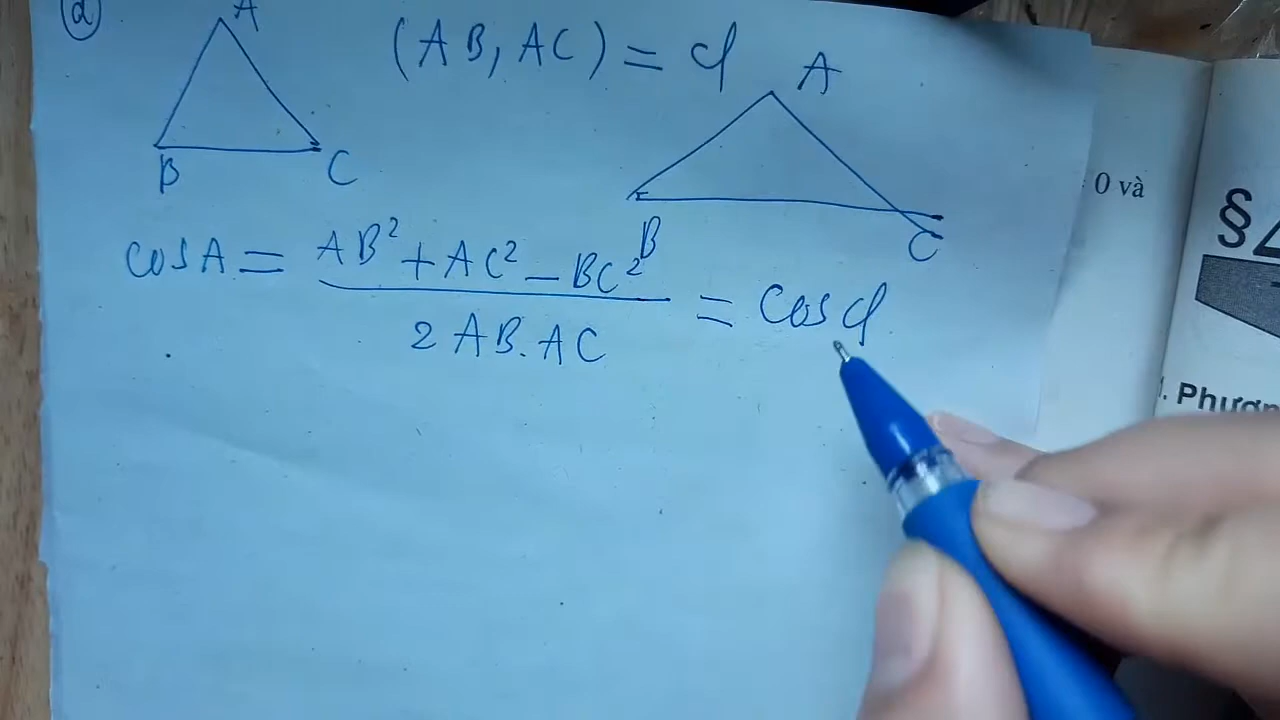 d
A
(AB, AC) = φ
A
B
C
B
C
cos A = (AB² + AC² - BC²) / (2AB.AC) = cos φ
0 và
§
. Phươn